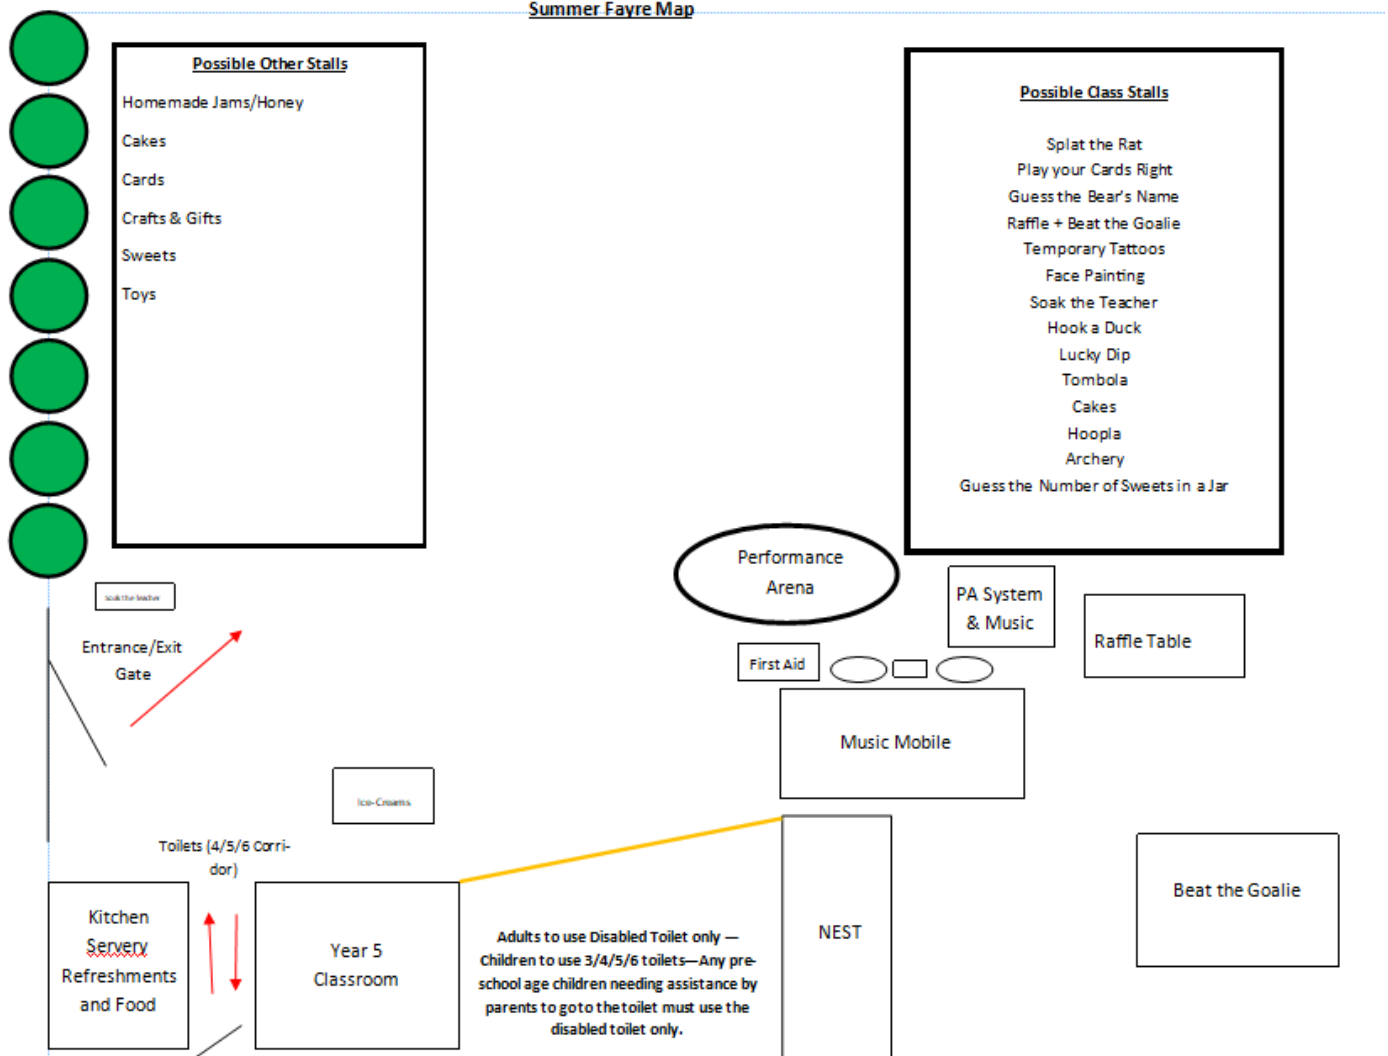 Summer Fayre Map
Possible Other Stalls
Homemade Jams/Honey
Cakes
Cards
Crafts & Gifts
Sweets
Toys
Possible Class Stalls
Splat the Rat
Play your Cards Right
Guess the Bear's Name
Raffle + Beat the Goalie
Temporary Tattoos
Face Painting
Soak the Teacher
Hook a Duck
Lucky Dip
Tombola
Cakes
Hoopla
Archery
Guess the Number of Sweets in a Jar
Performance
Arena
PA System
& Music
Raffle Table
Soak the Teacher
Entrance/Exit
Gate
First Aid
Music Mobile
Ice-Creams
Toilets (4/5/6 Corri-
dor)
Kitchen
Servery
Refreshments
and Food
Year 5
Classroom
Adults to use Disabled Toilet only —
Children to use 3/4/5/6 toilets—Any pre-
school age children needing assistance by
parents to go to the toilet must use the
disabled toilet only.
NEST
Beat the Goalie